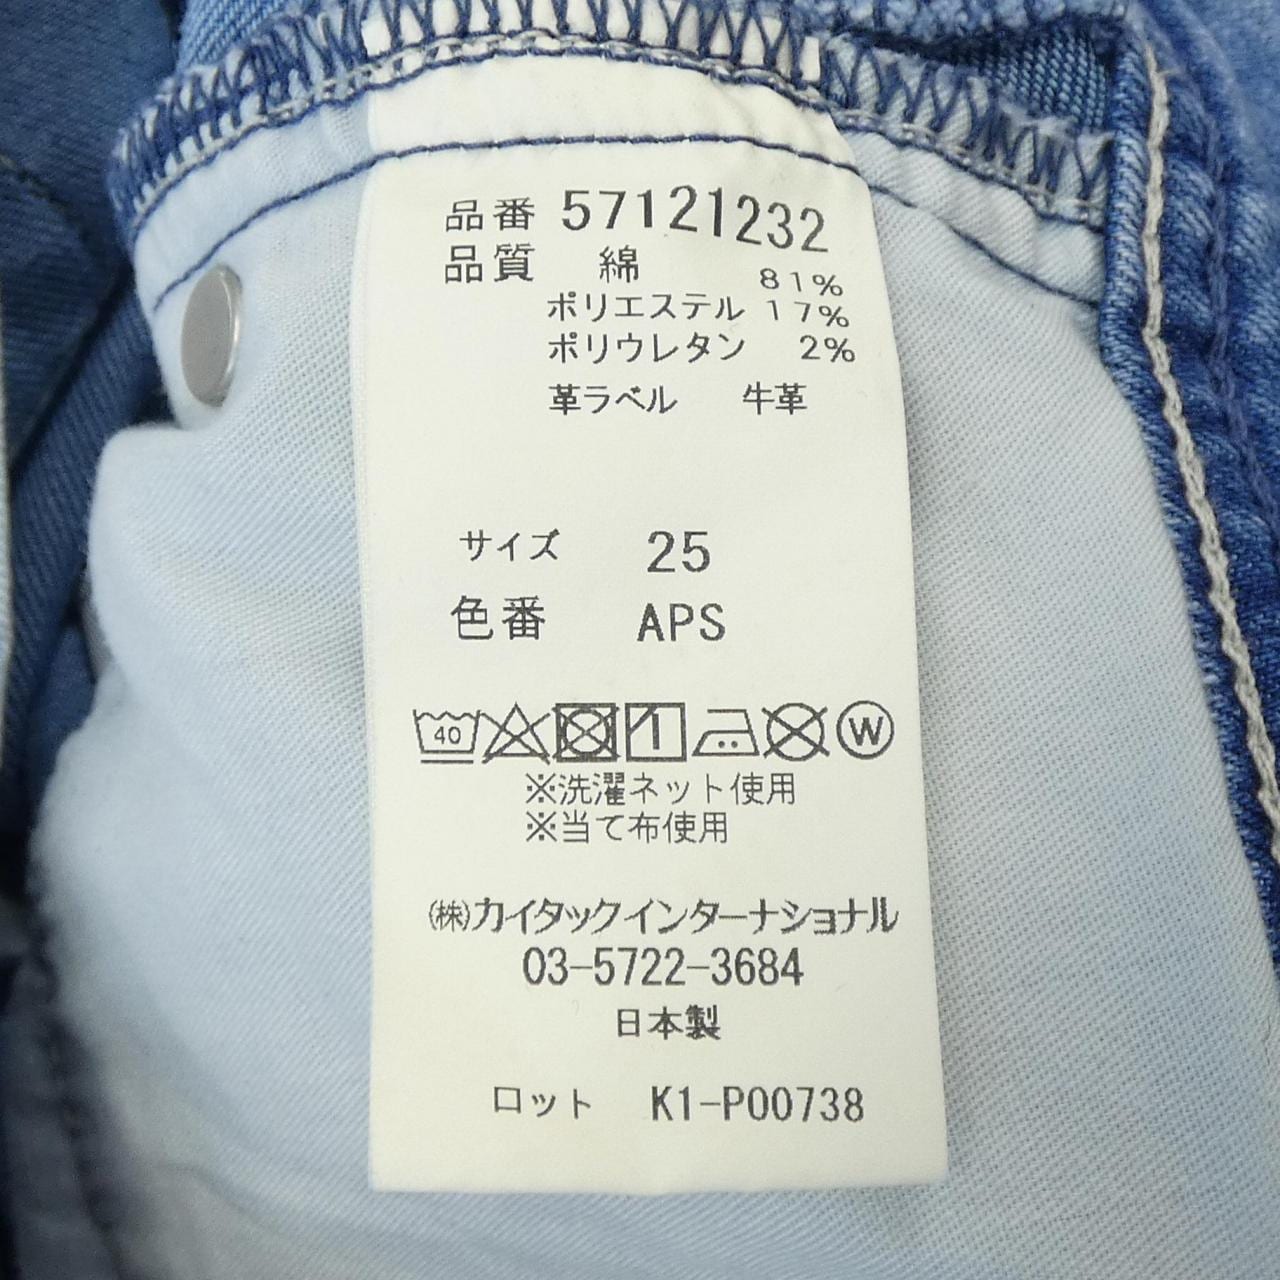 品番 57121232
品質 綿 81%
ポリエステル 17%
ポリウレタン 2%
革ラベル 牛革
サイズ 25
色番 APS
40 W
※洗濯ネット使用
※当て布使用
㈱カイタックインターナショナル
03-5722-3684
日本製
ロット K1-P00738